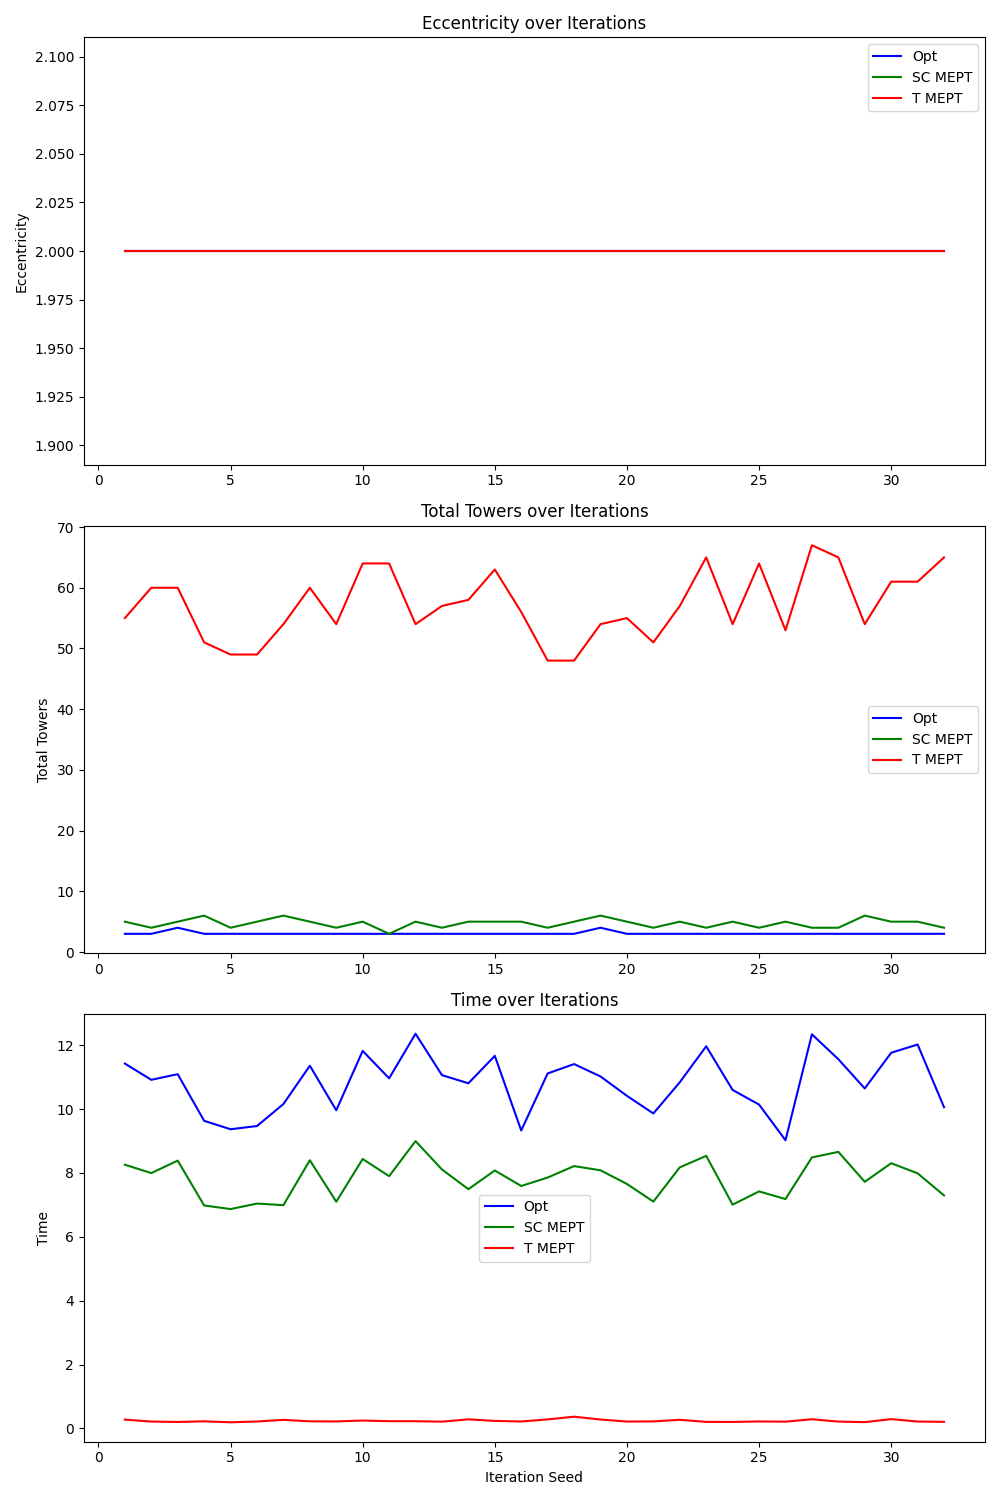 Eccentricity over Iterations
2.100
2.075
2.050
2.025
2.000
1.975
1.950
1.925
1.900
Eccentricity
Opt
SC MEPT
T MEPT
0 5 10 15 20 25 30
Total Towers over Iterations
70
60
50
40
30
20
10
0
Total Towers
Opt
SC MEPT
T MEPT
0 5 10 15 20 25 30
Time over Iterations
12
10
8
6
4
2
0
Time
Opt
SC MEPT
T MEPT
0 5 10 15 20 25 30
Iteration Seed